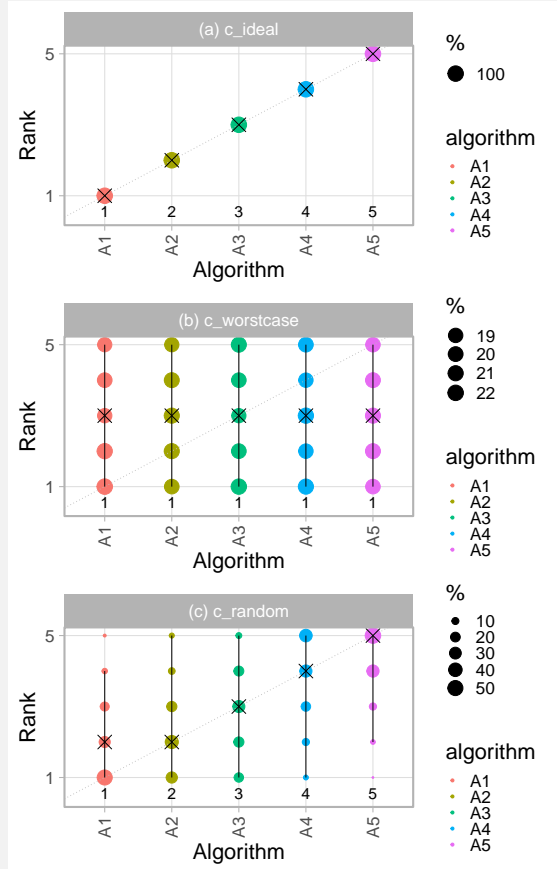 (a) c_ideal
5
1
Rank
1 2 3 4 5
A1 A2 A3 A4 A5
Algorithm
%
100
algorithm
A1
A2
A3
A4
A5
(b) c_worstcase
5
1
Rank
1 1 1 1 1
A1 A2 A3 A4 A5
Algorithm
%
19
20
21
22
algorithm
A1
A2
A3
A4
A5
(c) c_random
5
1
Rank
1 2 3 4 5
A1 A2 A3 A4 A5
Algorithm
%
10
20
30
40
50
algorithm
A1
A2
A3
A4
A5